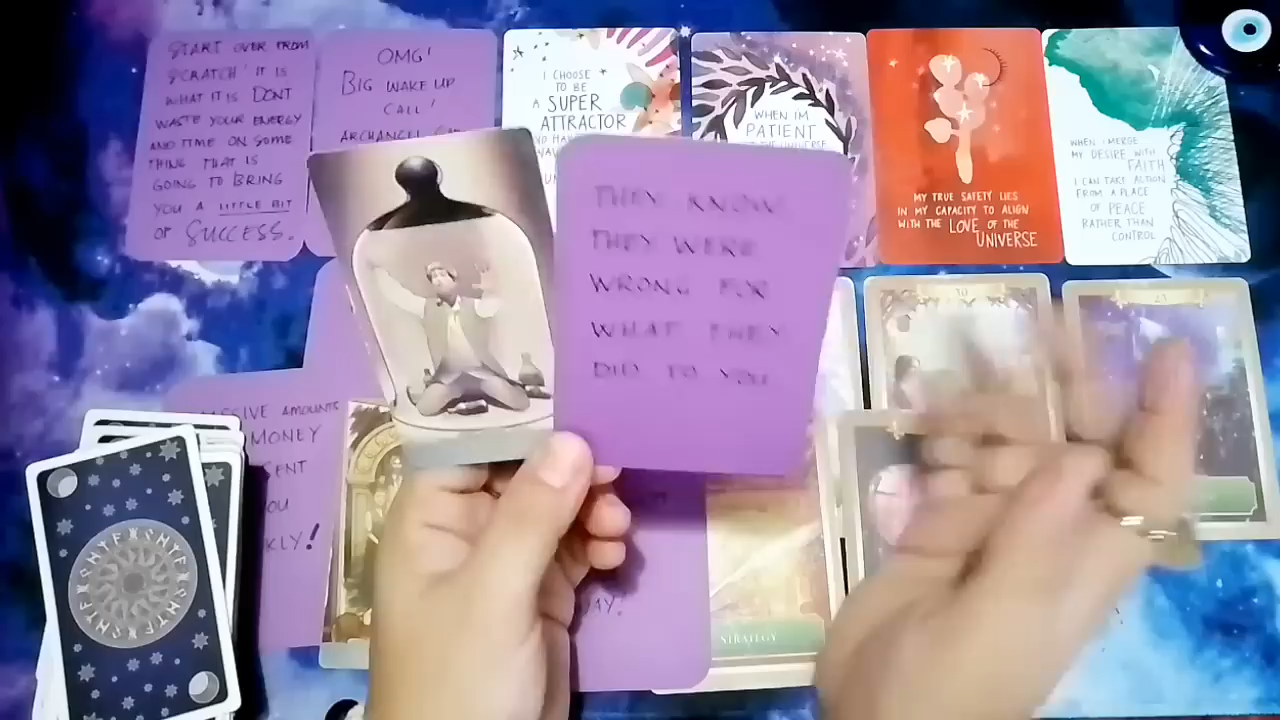 START OVER FROM
SCRATCH! IT IS
WHAT IT IS DONT
WASTE YOUR ENERGY
AND TIME ON SOME
THING THAT IS
GOING TO BRING
YOU A LITTLE BIT
OF SUCCESS.
OMG!
BIG WAKE UP
CALL!
ARCHANGEL
I CHOOSE
TO BE
A SUPER
ATTRACTOR
WHEN I'M
PATIENT
UNIVERSE
MY TRUE SAFETY LIES
IN MY CAPACITY TO ALIGN
WITH THE LOVE OF THE
UNIVERSE
WHEN I MERGE
MY DESIRE WITH
FAITH
I CAN TAKE ACTION
FROM A PLACE
OF PEACE
RATHER THAN
CONTROL
THEY KNOW
THEY WERE
WRONG FOR
WHAT THEY
DID TO YOU
30
AMOUNTS
MONEY
STRATEGY